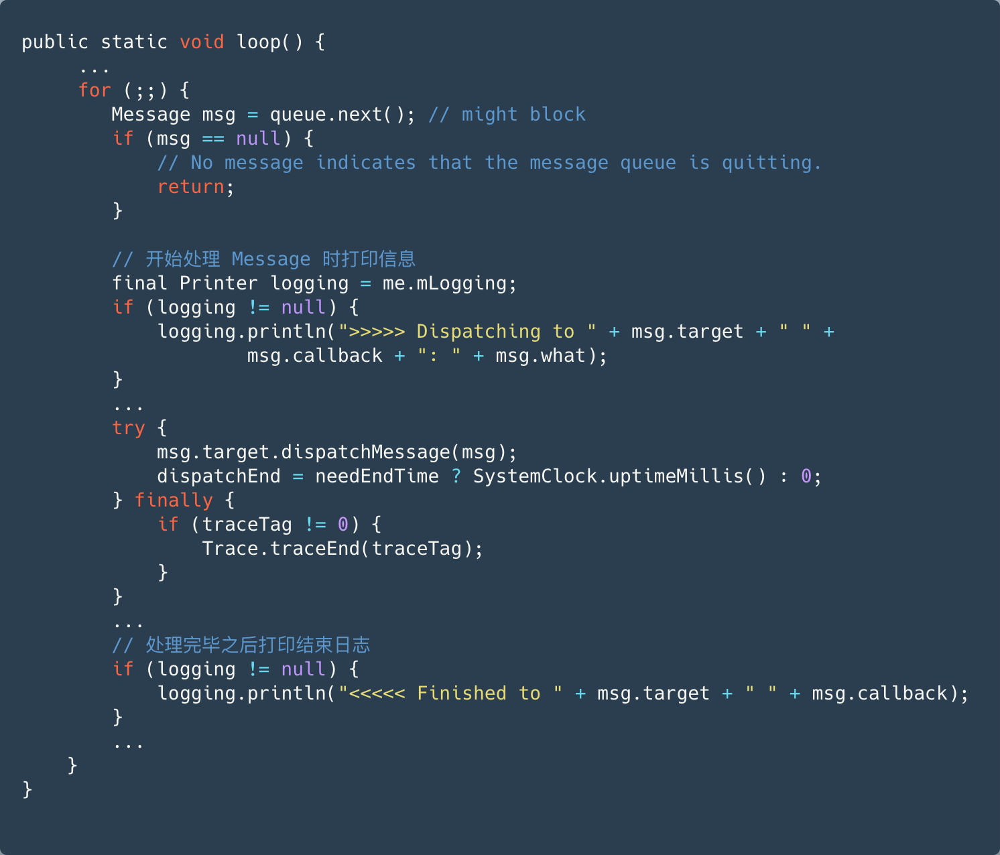 public static void loop() {
...
for (;;) {
Message msg = queue.next(); // might block
if (msg == null) {
// No message indicates that the message queue is quitting.
return;
}
// 开始处理 Message 时打印信息
final Printer logging = me.mLogging;
if (logging != null) {
logging.println(">>>>> Dispatching to " + msg.target + " " +
msg.callback + ": " + msg.what);
}
...
try {
msg.target.dispatchMessage(msg);
dispatchEnd = needEndTime ? SystemClock.uptimeMillis() : 0;
} finally {
if (traceTag != 0) {
Trace.traceEnd(traceTag);
}
}
...
// 处理完毕之后打印结束日志
if (logging != null) {
logging.println("<<<<< Finished to " + msg.target + " " + msg.callback);
}
...
}
}